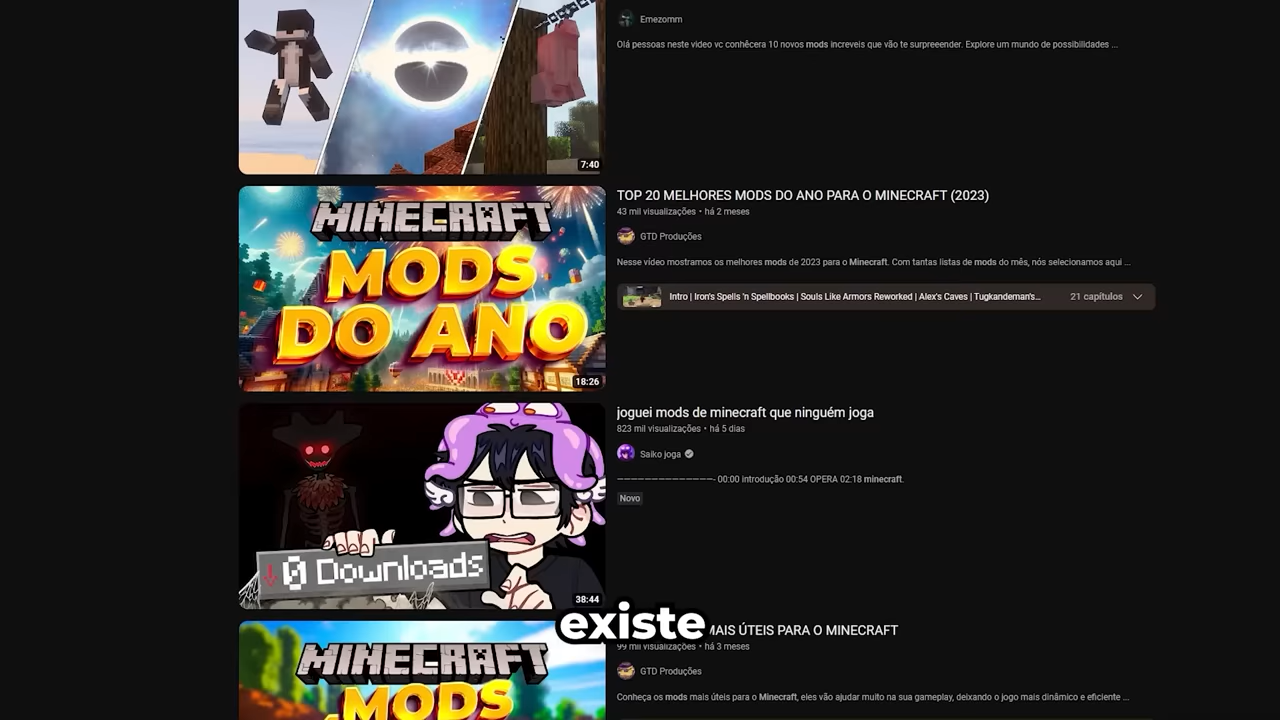 Emezomm
Olá pessoas neste video vc conhêcera 10 novos mods increveis que vão te surpreeender. Explore um mundo de possibilidades ...
7:40
MINECRAFT
MODS
DO ANO
18:26
TOP 20 MELHORES MODS DO ANO PARA O MINECRAFT (2023)
43 mil visualizações • há 2 meses
GTD Produções
Nesse vídeo mostramos os melhores mods de 2023 para o Minecraft. Com tantas listas de mods do mês, nós selecionamos aqui ...
Intro | Iron's Spells 'n Spellbooks | Souls Like Armors Reworked | Alex's Caves | Tugkandeman's...
21 capítulos
0 Downloads
38:44
joguei mods de minecraft que ninguém joga
823 mil visualizações • há 5 dias
Saiko joga
–––––––––––––––- 00:00 introdução 00:54 OPERA 02:18 minecraft.
Novo
existe
MINECRAFT
MODS
MAIS ÚTEIS PARA O MINECRAFT
99 mil visualizações • há 3 meses
GTD Produções
Conheça os mods mais úteis para o Minecraft, eles vão ajudar muito na sua gameplay, deixando o jogo mais dinâmico e eficiente ...